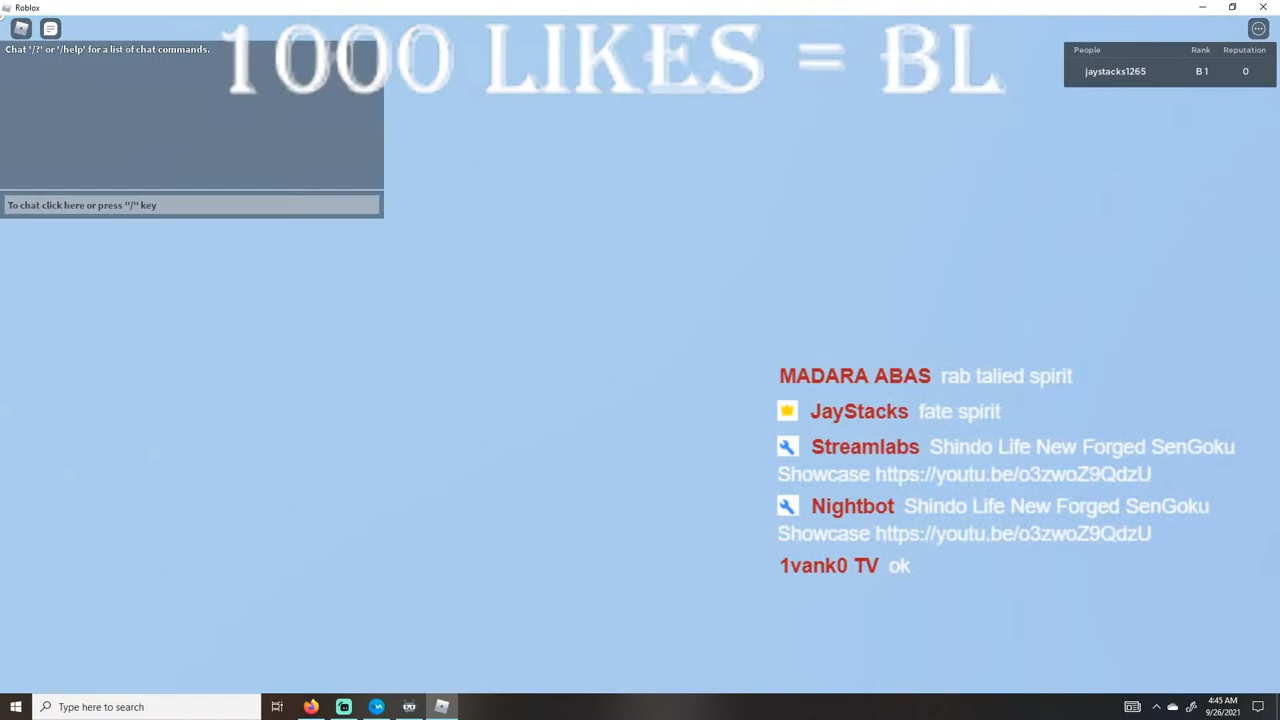 Roblox
Chat '/?' or '/help' for a list of chat commands.
1000 LIKES = BL
People Rank Reputation
jaystacks1265 B 1 0
To chat click here or press "/" key
MADARA ABAS rab talied spirit
JayStacks fate spirit
Streamlabs Shindo Life New Forged SenGoku
Showcase https://youtu.be/o3zwoZ9QdzU
Nightbot Shindo Life New Forged SenGoku
Showcase https://youtu.be/o3zwoZ9QdzU
1vank0 TV ok
Type here to search
4:45 AM
9/26/2021